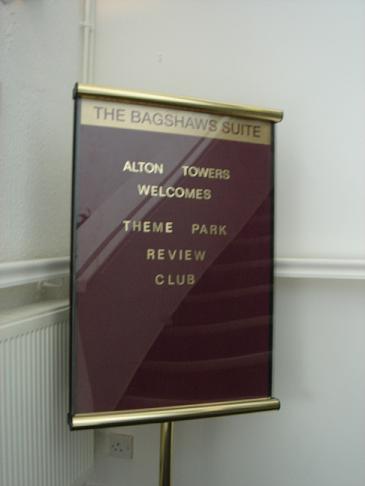 THE BAGSHAWS SUITE
ALTON TOWERS
WELCOMES
THEME PARK
REVIEW
CLUB